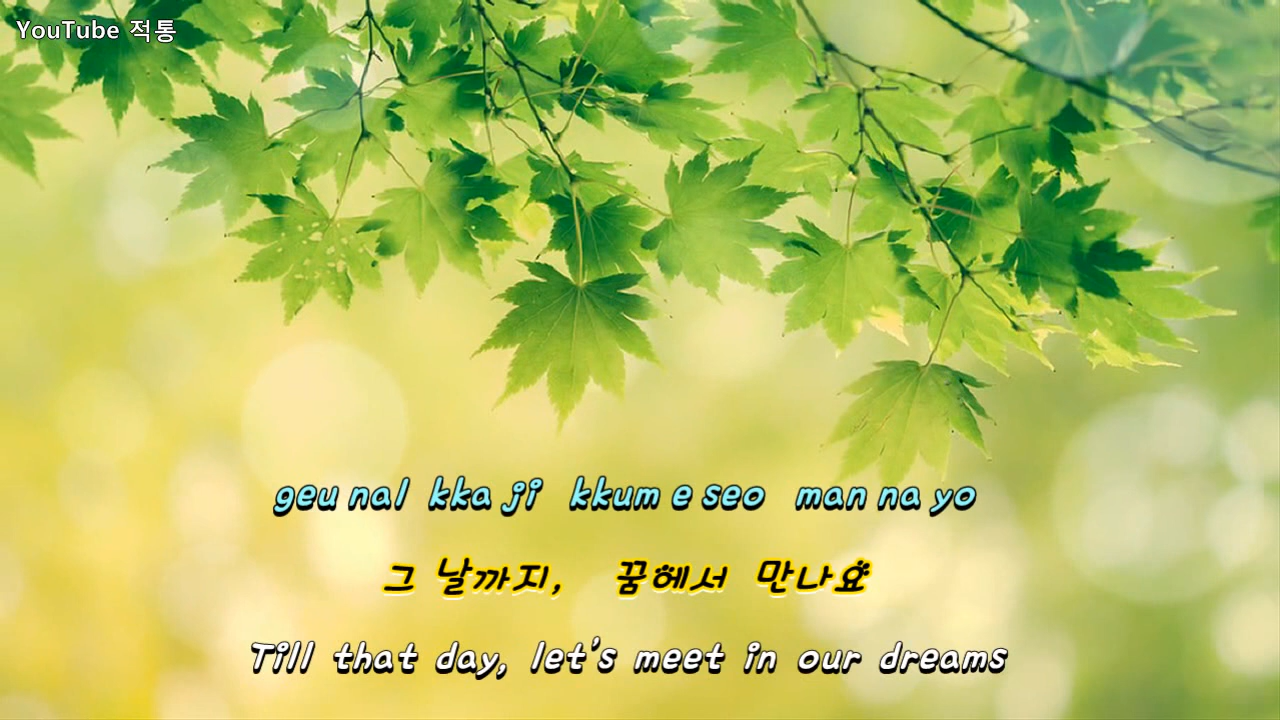 YouTube 적통
geu nal kka ji kkum e seo man na yo
그 날까지, 꿈헤서 만나요
Till that day, let's meet in our dreams